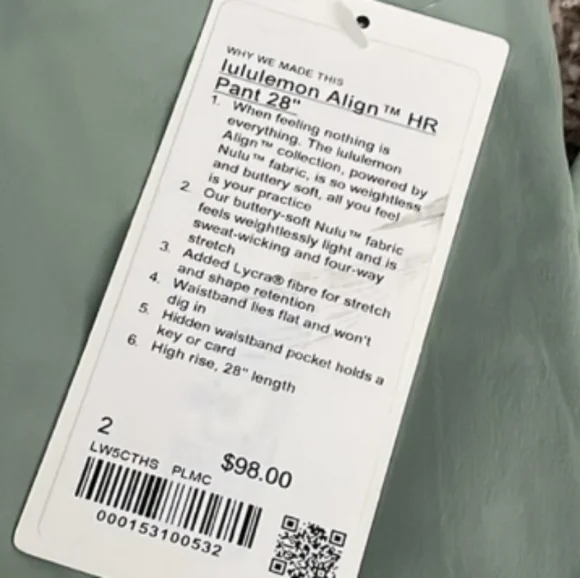 WHY WE MADE THIS
lululemon Align™ HR
Pant 28"
1. When feeling nothing is
everything. The lululemon
Align™ collection, powered by
Nulu™ fabric, is so weightless
and buttery soft, all you feel
is your practice
2. Our buttery-soft Nulu™ fabric
feels weightlessly light and is
sweat-wicking and four-way
stretch
3. Added Lycra® fibre for stretch
and shape retention
4. Waistband lies flat and won't
dig in
5. Hidden waistband pocket holds a
key or card
6. High rise, 28" length
2
LW5CTHS PLMC $98.00
000153100532